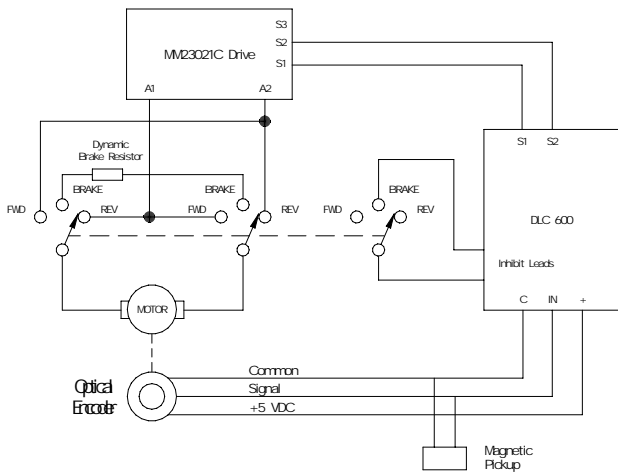 S3
MM23021C Drive
S2
S1
A1
A2
S1
S2
Dynamic
Brake Resistor
BRAKE
BRAKE
BRAKE
FWD
REV
FWD
REV
FWD
REV
DLC 600
Inhibit Leads
C
IN
+
MOTOR
Common
Optical
Encoder
Signal
+5 VDC
Magnetic
Pickup